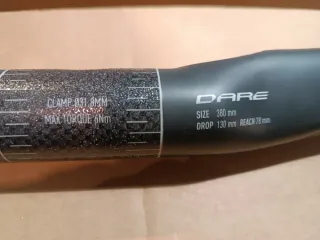 CLAMP Ø31.8MM
MAX TORQUE 6Nm
DARE
SIZE 380 mm
DROP 130 mm REACH 78 mm